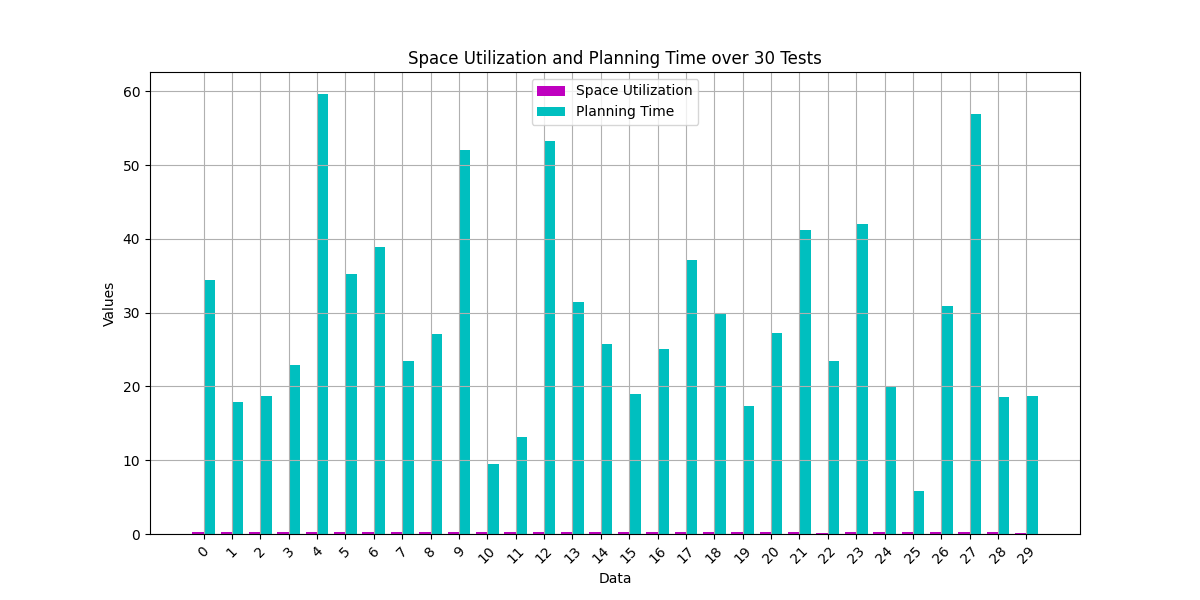 Space Utilization and Planning Time over 30 Tests
Space Utilization
Planning Time
Values
60
50
40
30
20
10
0
0 1 2 3 4 5 6 7 8 9 10 11 12 13 14 15 16 17 18 19 20 21 22 23 24 25 26 27 28 29
Data